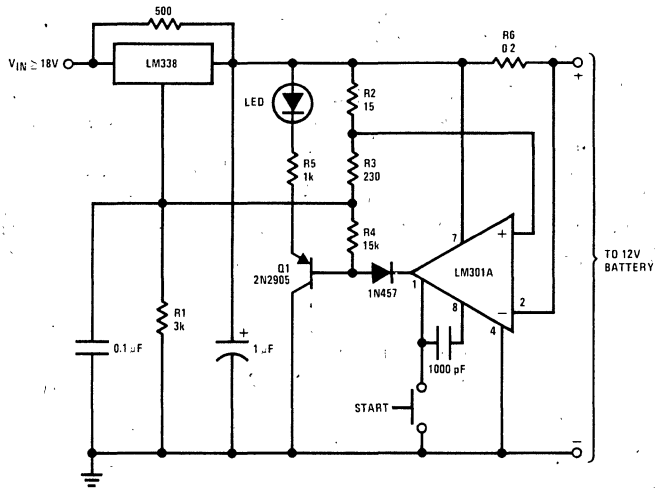 500
V_IN ≥ 18V
LM338
R6
0 2
+
LED
R2
15
R5
1k
R3
230
R4
15k
7
+
LM301A
2
−
TO 12V
BATTERY
Q1
2N2905
1N457
1
8
4
R1
3k
0.1 µF
+
1 µF
1000 pF
START
−